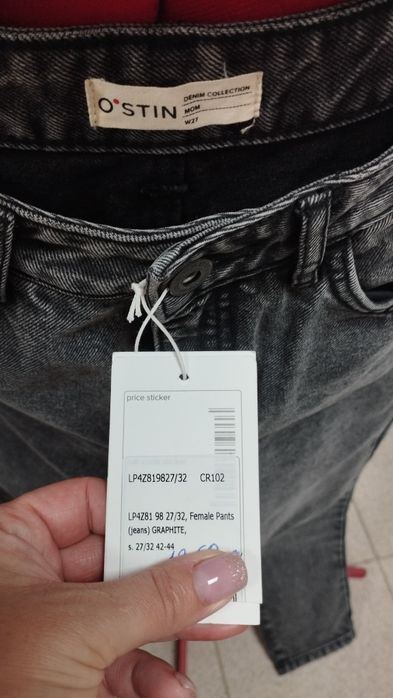 O'STIN
DENIM COLLECTION
MOM
W27
price sticker
LP4Z819827/32 CR102
LP4Z81 98 27/32, Female Pants
(jeans) GRAPHITE,
s. 27/32 42-44